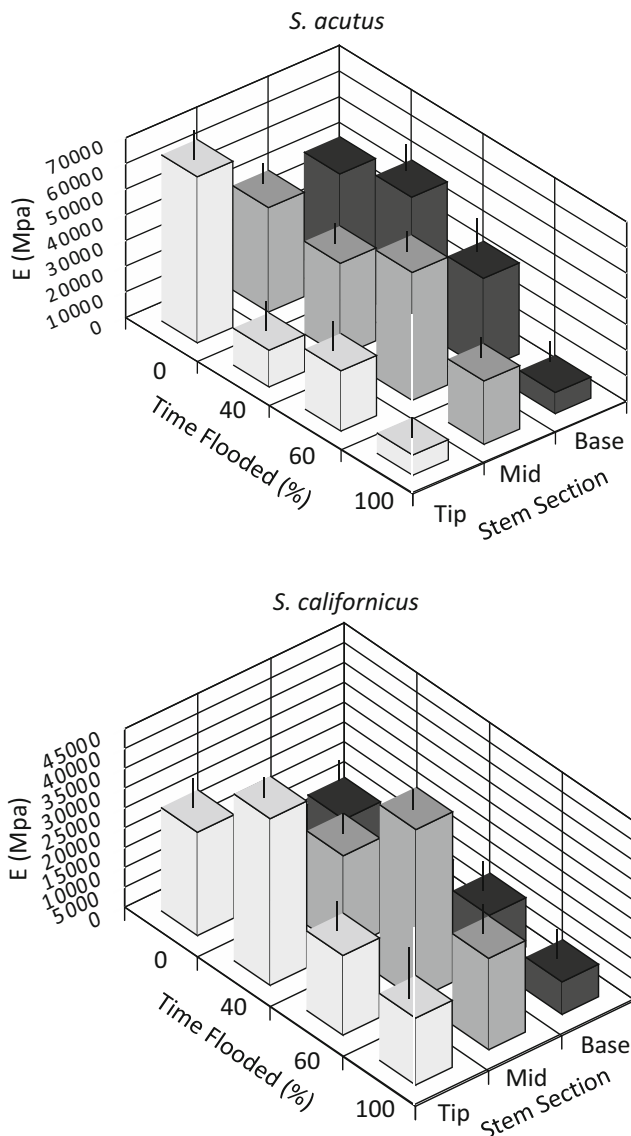 S. acutus
E (Mpa)
70000
60000
50000
40000
30000
20000
10000
0
0
40
60
100
Time Flooded (%)
Tip
Mid
Base
Stem Section
S. californicus
E (Mpa)
45000
40000
35000
30000
25000
20000
15000
10000
5000
0
0
40
60
100
Time Flooded (%)
Tip
Mid
Base
Stem Section